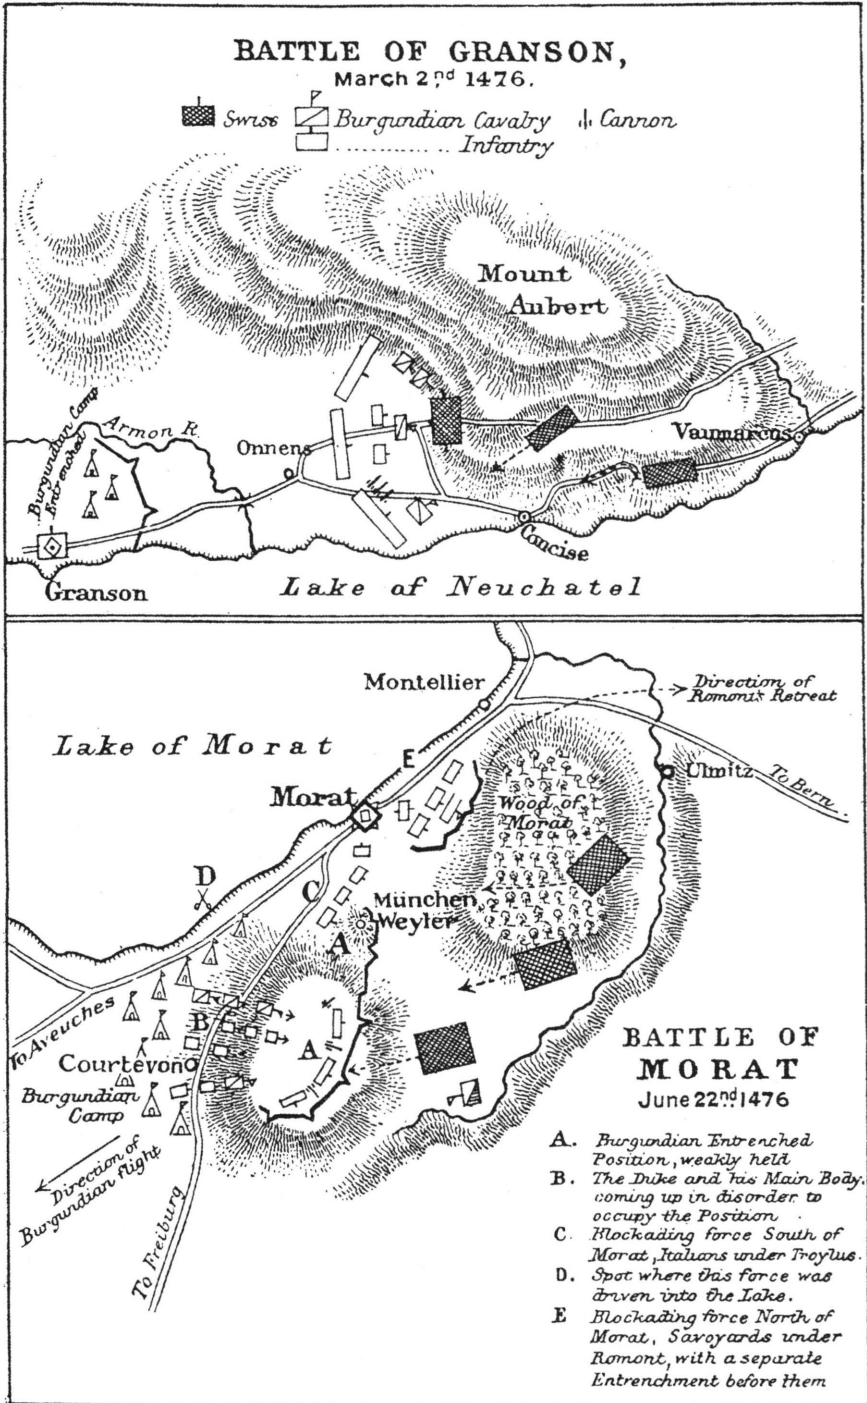 BATTLE OF GRANSON,
March 2nd 1476.
Swiss Burgundian Cavalry Cannon
.................. Infantry
Mount
Aubert
Burgundian Camp
Entrenched
Armon R.
Onnens
Vaumarcus
Concise
Granson
Lake of Neuchatel
Montellier
Direction of
Romont's Retreat
Lake of Morat
E
Ulmitz
To Bern
Morat
Wood of
Morat
D
C
München
Weyler
A
To Aveuches
B
A
Courtevon
Burgundian
Camp
Direction of
Burgundian flight
To Freiburg
BATTLE OF
MORAT
June 22nd 1476
A. Burgundian Entrenched
Position, weakly held
B. The Duke and his Main Body,
coming up in disorder to
occupy the Position
C. Blockading force South of
Morat, Italians under Troylus.
D. Spot where this force was
driven into the Lake.
E Blockading force North of
Morat, Savoyards under
Romont, with a separate
Entrenchment before them